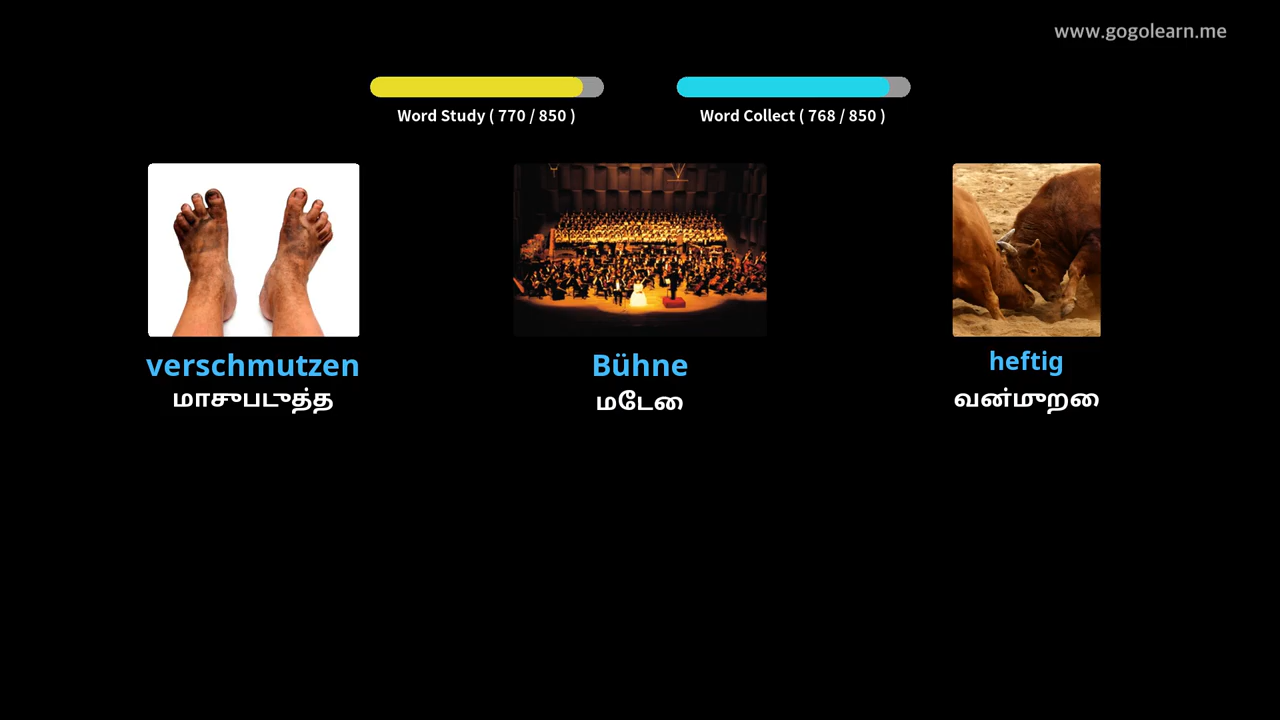 www.gogolearn.me
Word Study ( 770 / 850 )
Word Collect ( 768 / 850 )
verschmutzen
மாசுபடுத்த
Bühne
மேடை
heftig
வன்முறை